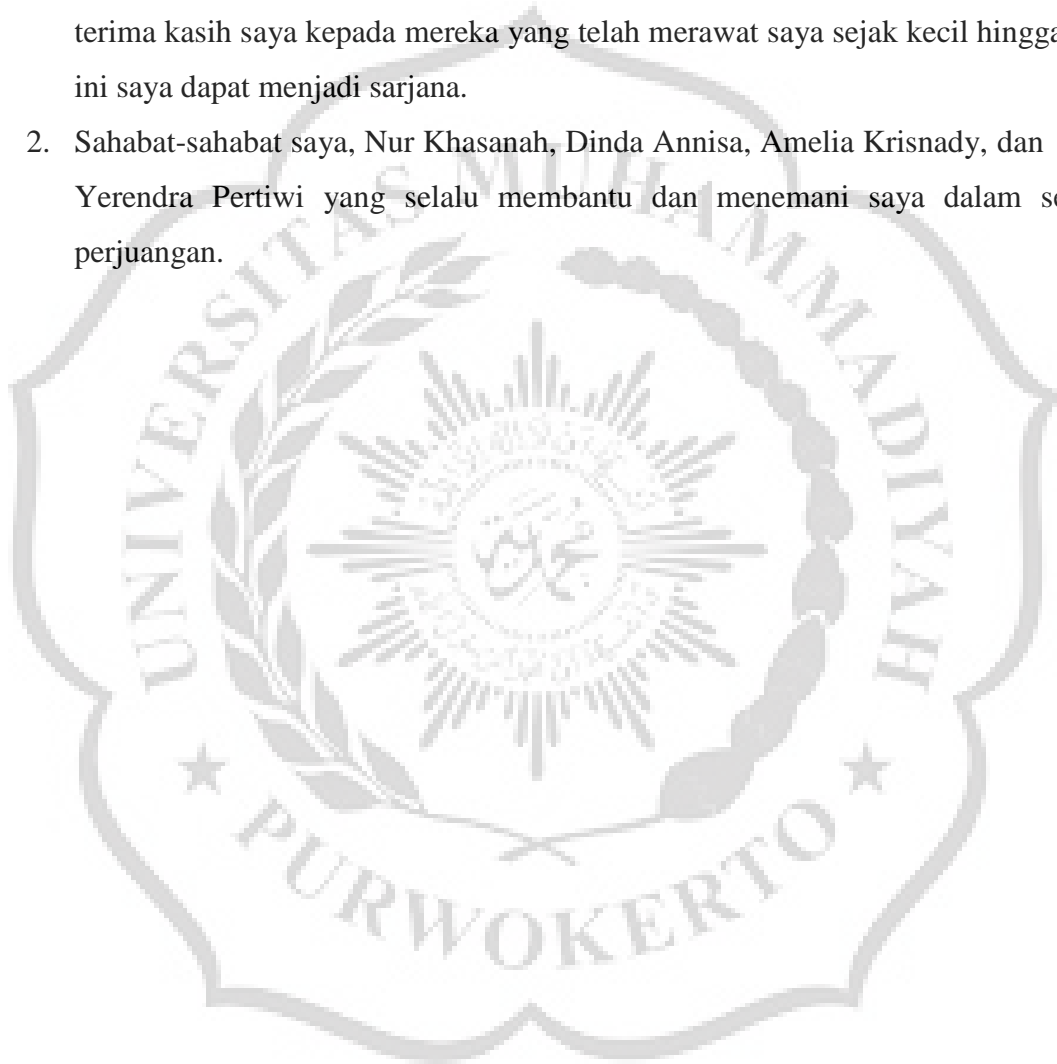 terima kasih saya kepada mereka yang telah merawat saya sejak kecil hingga
ini saya dapat menjadi sarjana.
2. Sahabat-sahabat saya, Nur Khasanah, Dinda Annisa, Amelia Krisnady, dan
Yerendra Pertiwi yang selalu membantu dan menemani saya dalam
perjuangan.
UNIVERSITAS MUHAMMADIYAH
PURWOKERTO